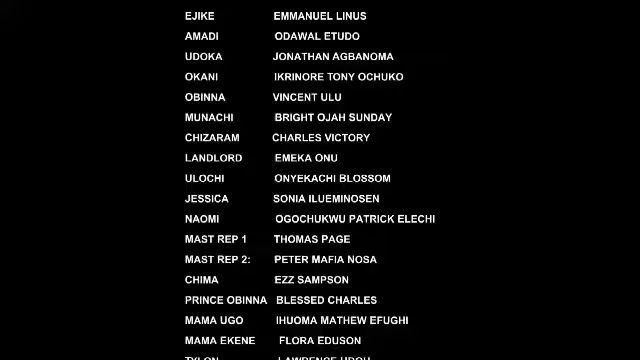 EJIKE EMMANUEL LINUS
AMADI ODAWAL ETUDO
UDOKA JONATHAN AGBANOMA
OKANI IKRINORE TONY OCHUKO
OBINNA VINCENT ULU
MUNACHI BRIGHT OJAH SUNDAY
CHIZARAM CHARLES VICTORY
LANDLORD EMEKA ONU
ULOCHI ONYEKACHI BLOSSOM
JESSICA SONIA ILUEMINOSEN
NAOMI OGOCHUKWU PATRICK ELECHI
MAST REP 1 THOMAS PAGE
MAST REP 2: PETER MAFIA NOSA
CHIMA EZZ SAMPSON
PRINCE OBINNA BLESSED CHARLES
MAMA UGO IHUOMA MATHEW EFUGHI
MAMA EKENE FLORA EDUSON